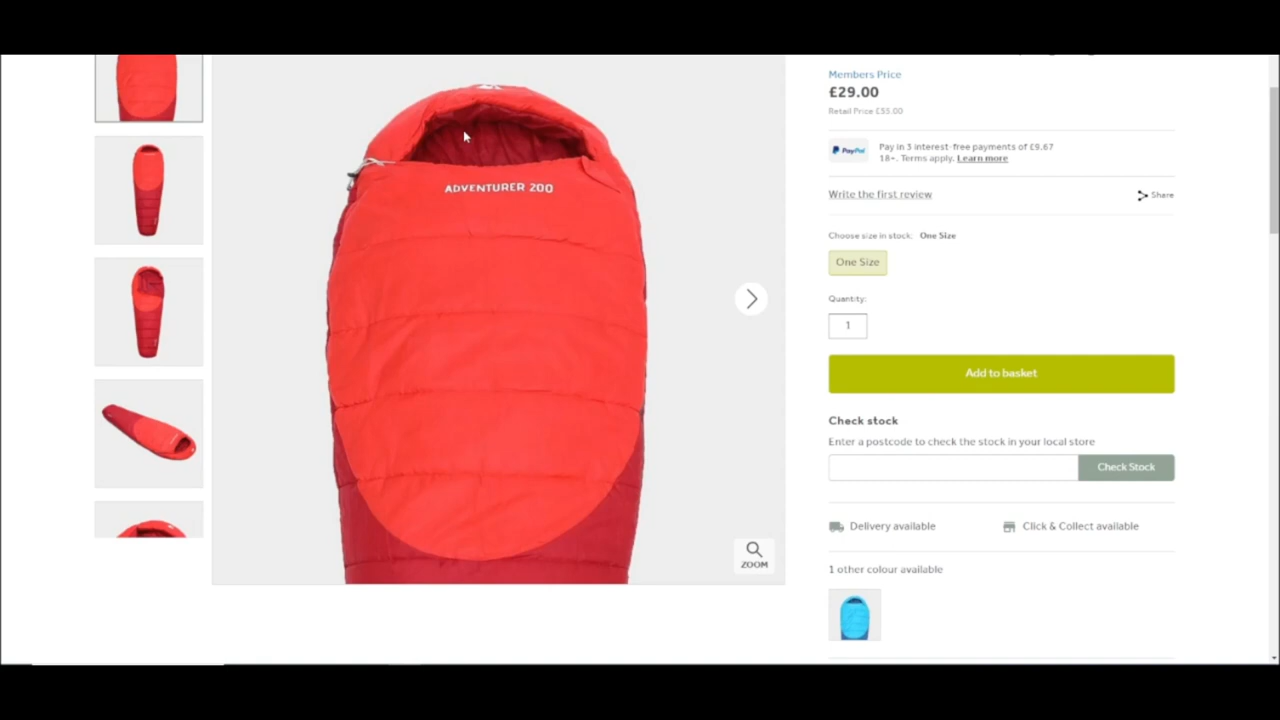 Members Price
£29.00
Retail Price £55.00
PayPal
Pay in 3 interest-free payments of £9.67
18+. Terms apply. Learn more
Write the first review
Share
Choose size in stock: One Size
One Size
Quantity:
1
Add to basket
Check stock
Enter a postcode to check the stock in your local store
Check Stock
Delivery available
Click & Collect available
1 other colour available
ADVENTURER 200
ZOOM